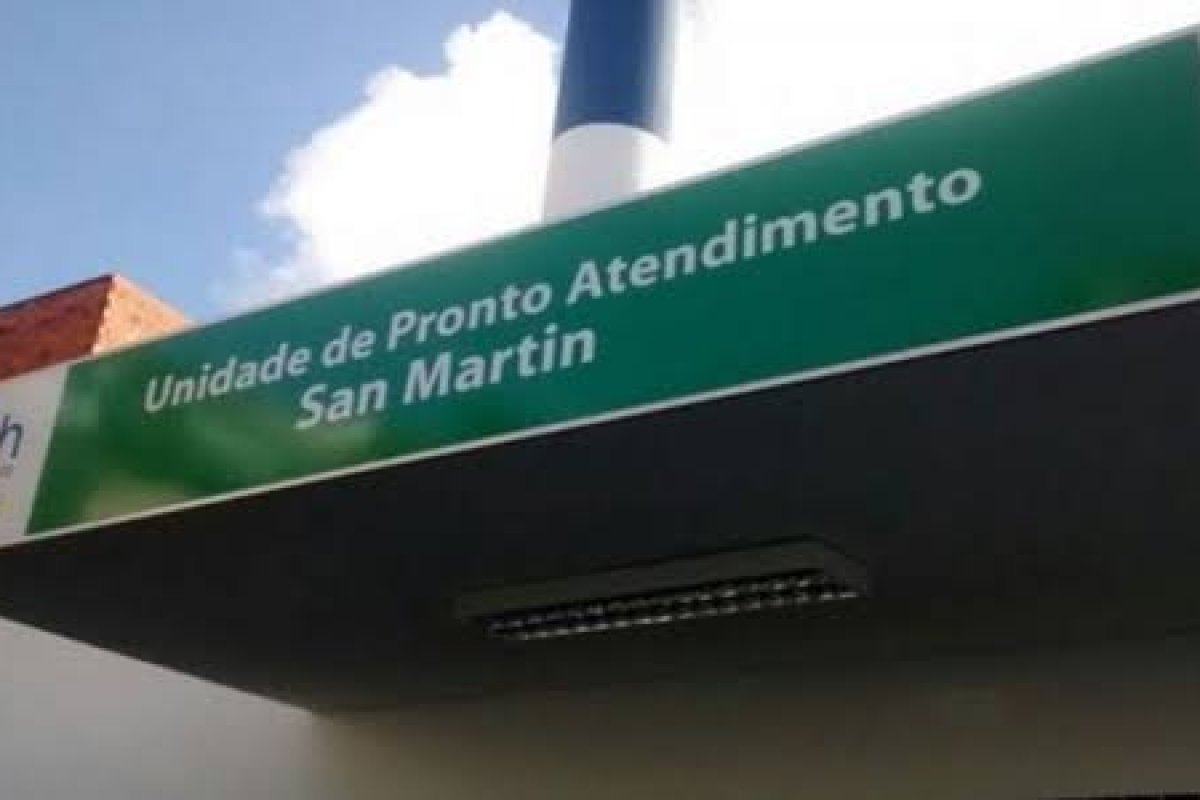 Unidade de Pronto Atendimento
San Martin
h